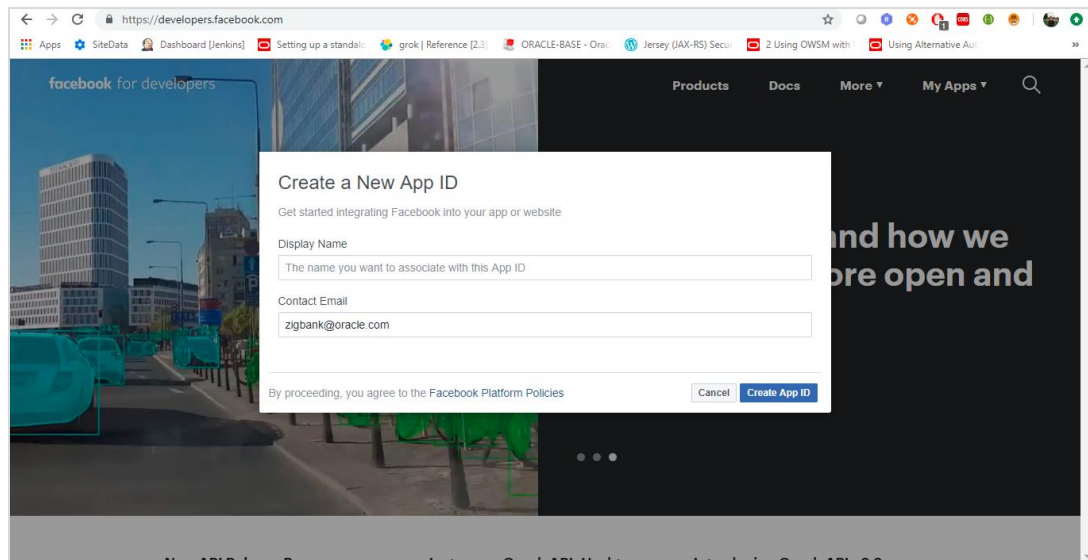 https://developers.facebook.com
Apps SiteData Dashboard [Jenkins] Setting up a standalo grok | Reference [2.3] ORACLE-BASE - Orac Jersey (JAX-RS) Secur 2 Using OWSM with Using Alternative Aut »
facebook for developers Products Docs More My Apps
Create a New App ID
Get started integrating Facebook into your app or website
Display Name
The name you want to associate with this App ID
Contact Email
zigbank@oracle.com
By proceeding, you agree to the Facebook Platform Policies Cancel Create App ID
and how we
ore open and